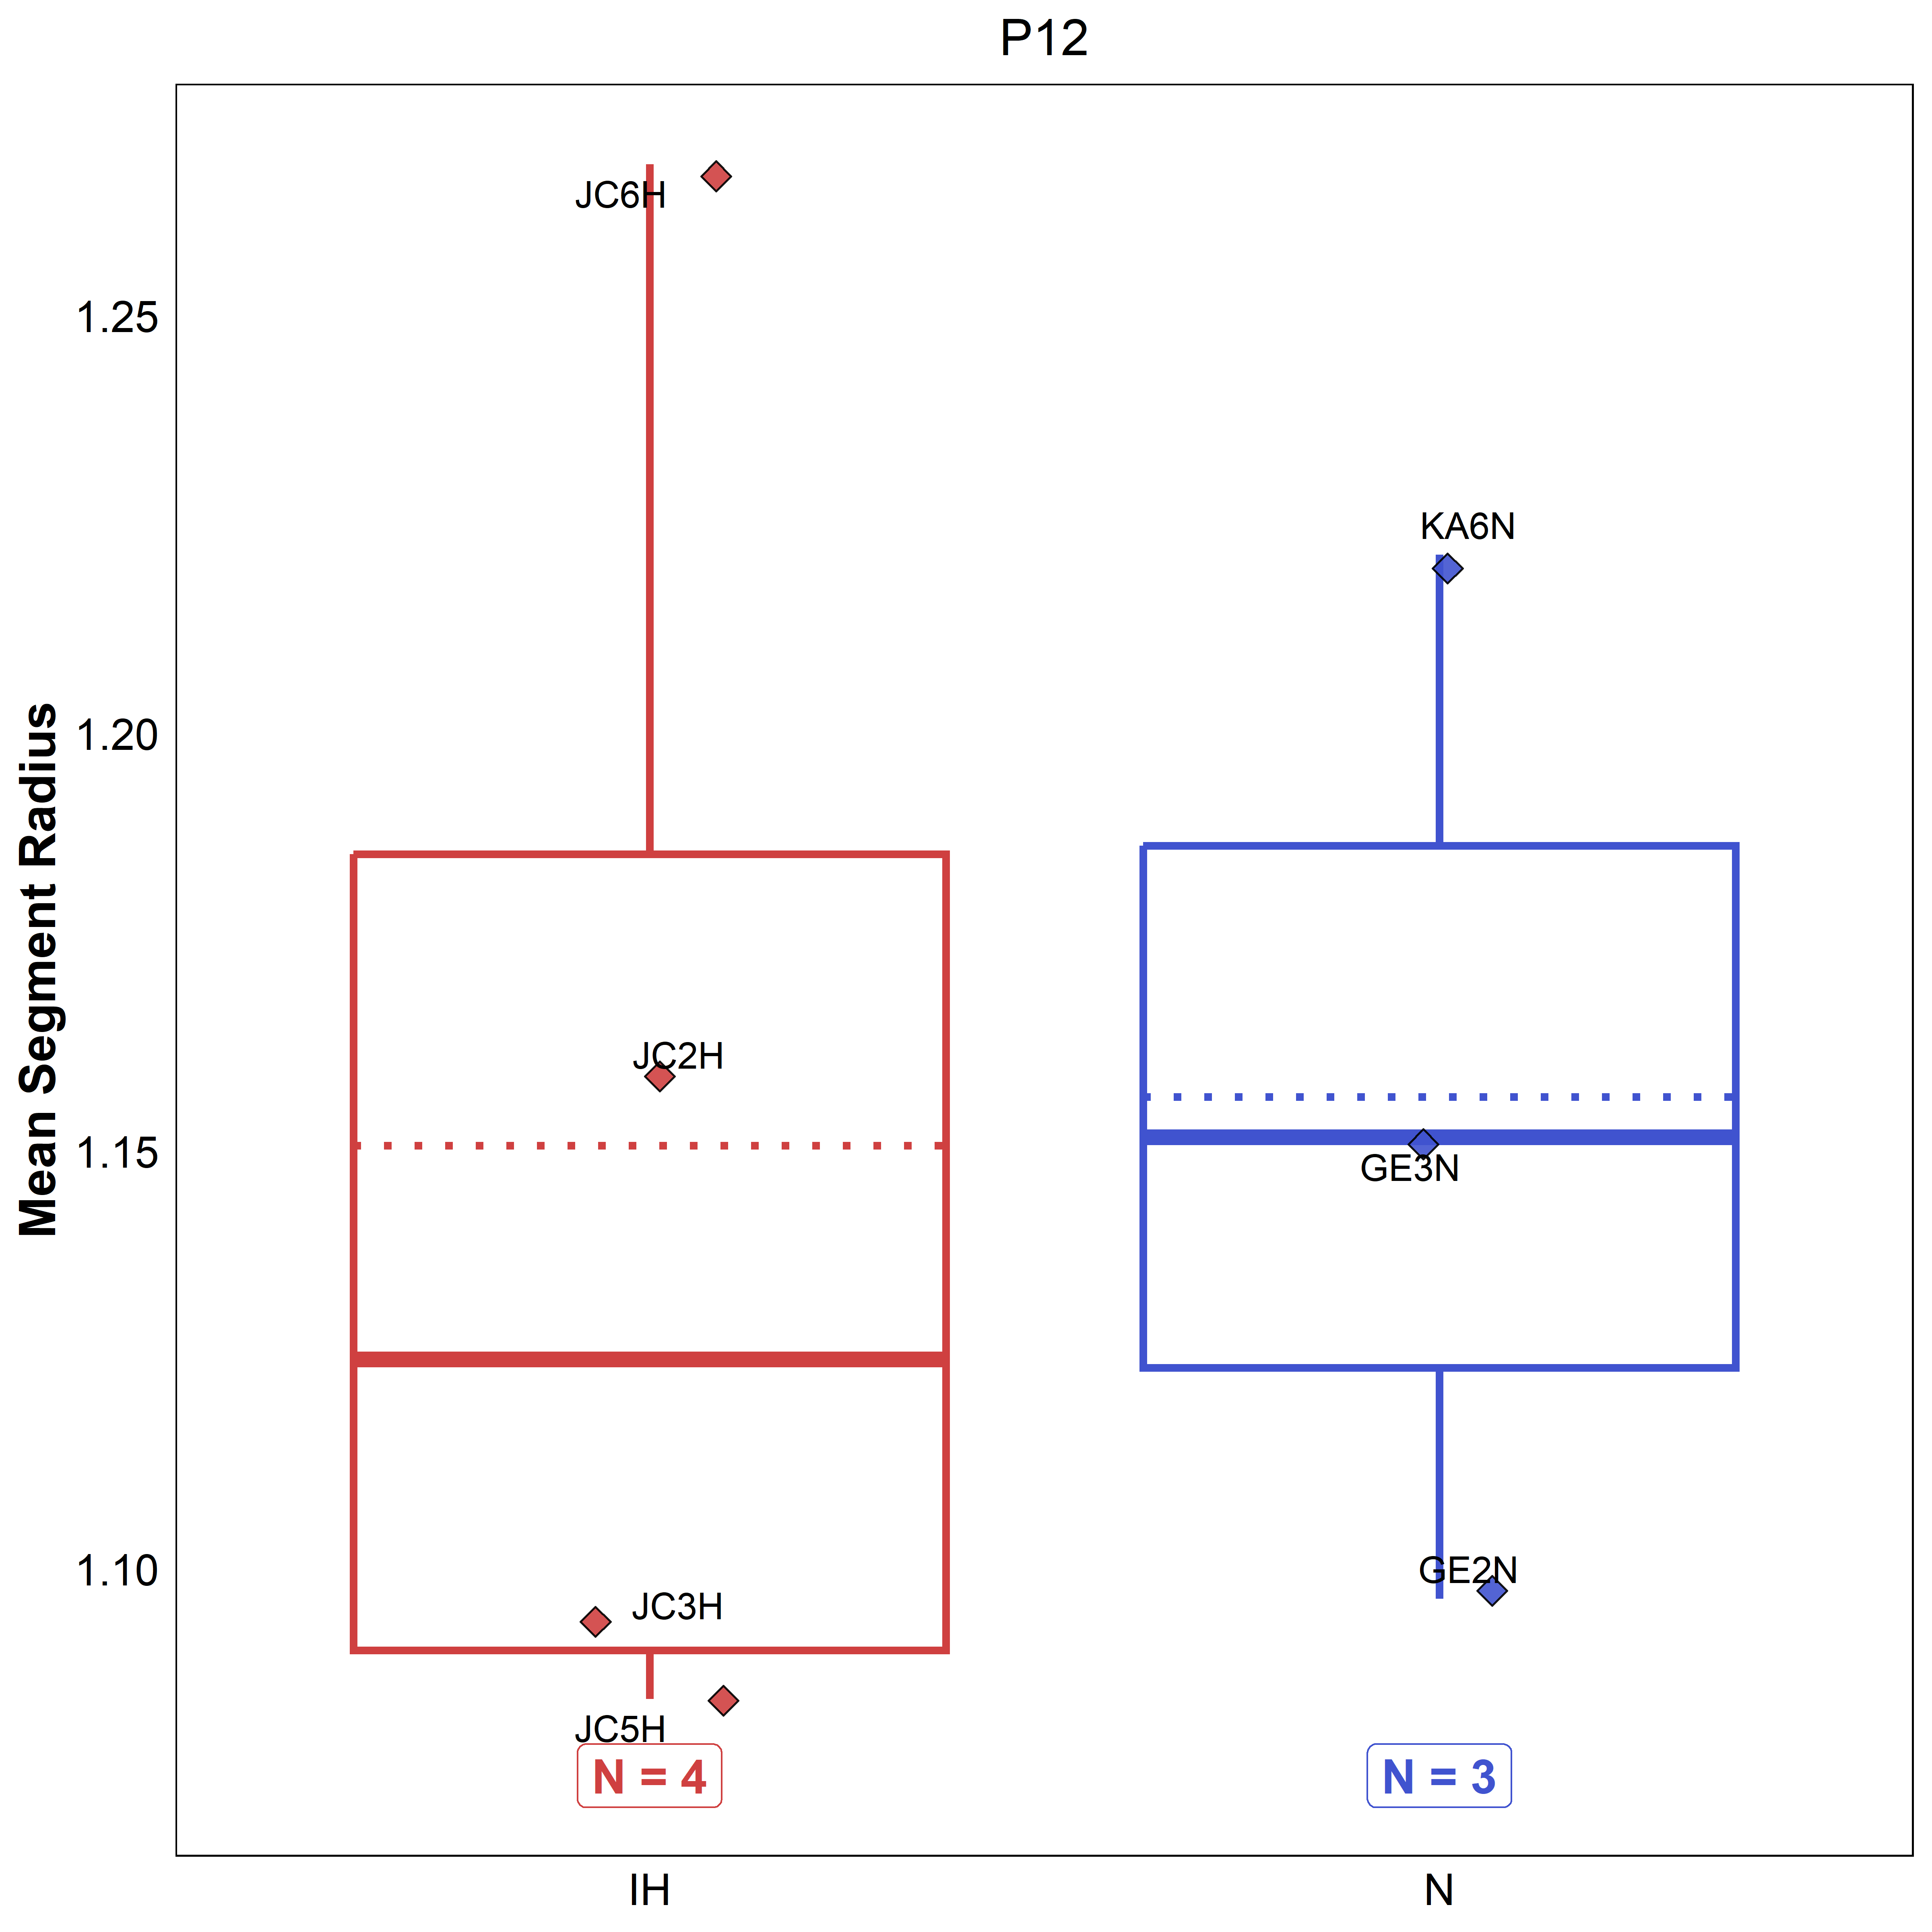 P12
Mean Segment Radius
1.25
1.20
1.15
1.10
JC6H
KA6N
JC2H
GE3N
GE2N
JC3H
JC5H
N = 4
N = 3
IH
N